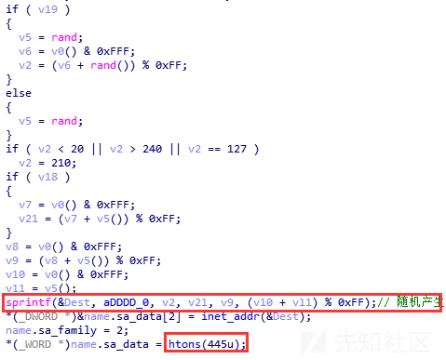 if ( v19 )
{
v5 = rand;
v6 = v0() & 0xFFF;
v2 = (v6 + rand()) % 0xFF;
}
else
{
v5 = rand;
}
if ( v2 < 20 || v2 > 240 || v2 == 127 )
v2 = 210;
if ( v18 )
{
v7 = v0() & 0xFFF;
v21 = (v7 + v5()) % 0xFF;
}
v8 = v0() & 0xFFF;
v9 = (v8 + v5()) % 0xFF;
v10 = v0() & 0xFFF;
v11 = v5();
sprintf(&Dest, aDDDD_0, v2, v21, v9, (v10 + v11) % 0xFF);// 随机产生
*(_DWORD *)&name.sa_data[2] = inet_addr(&Dest);
name.sa_family = 2;
*(_WORD *)name.sa_data = htons(445u);
先知社区